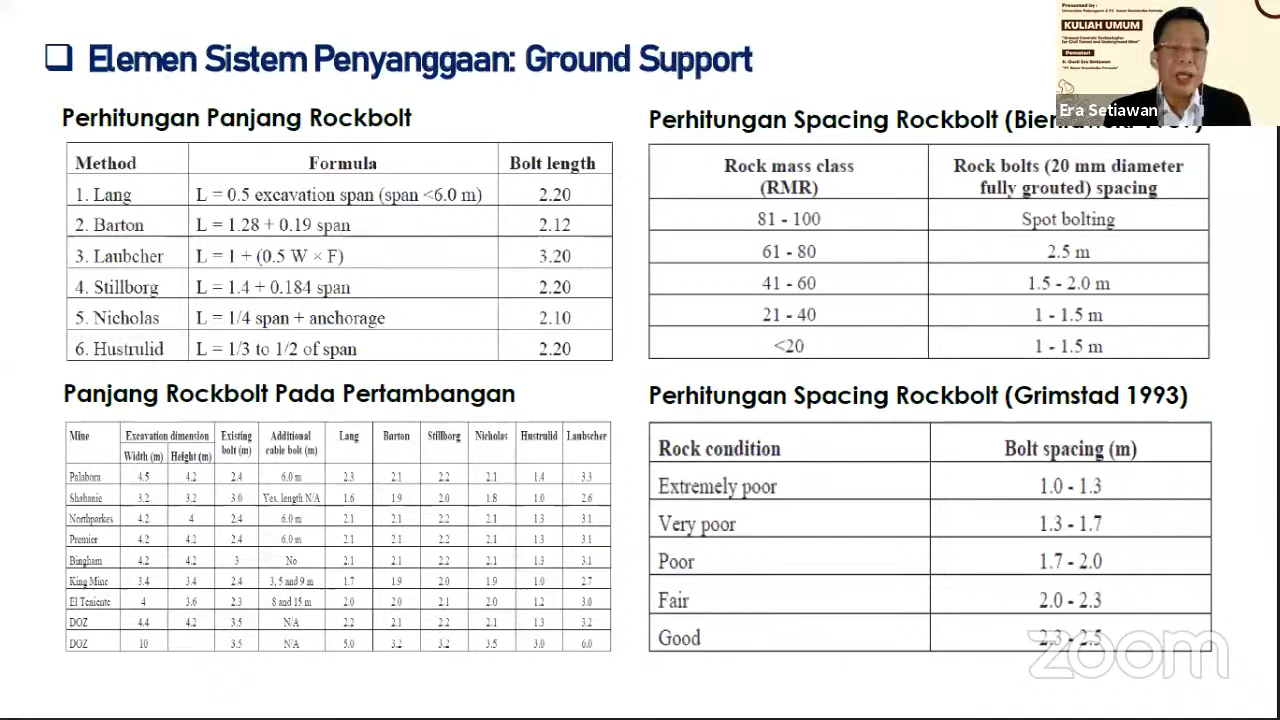 Elemen Sistem Penyanggaan: Ground Support
Presented by :
KULIAH UMUM
"Ground Controls Technologies
for Civil Tunnel and Underground Mine"
Pemateri
Era Setiawan
Perhitungan Panjang Rockbolt
Method Formula Bolt length
1. Lang L = 0.5 excavation span (span <6.0 m) 2.20
2. Barton L = 1.28 + 0.19 span 2.12
3. Laubcher L = 1 + (0.5 W × F) 3.20
4. Stillborg L = 1.4 + 0.184 span 2.20
5. Nicholas L = 1/4 span + anchorage 2.10
6. Hustrulid L = 1/3 to 1/2 of span 2.20
Perhitungan Spacing Rockbolt
Rock mass class Rock bolts (20 mm diameter
(RMR) fully grouted) spacing
81 - 100 Spot bolting
61 - 80 2.5 m
41 - 60 1.5 - 2.0 m
21 - 40 1 - 1.5 m
<20 1 - 1.5 m
Panjang Rockbolt Pada Pertambangan
Mine Excavation dimension Existing Additional Lang Barton Stillborg Nicholas Hustrulid Laubscher
Width (m) Height (m) bolt (m) cable bolt (m)
Palabora 4.5 4.2 2.4 6.0 m 2.3 2.1 2.2 2.1 1.4 3.3
Shabanie 3.2 3.2 3.0 Yes, length N/A 1.6 1.9 2.0 1.8 1.0 2.6
Northparkes 4.2 4 2.4 6.0 m 2.1 2.1 2.2 2.1 1.3 3.1
Premier 4.2 4.2 2.4 6.0 m 2.1 2.1 2.2 2.1 1.3 3.1
Bingham 4.2 4.2 3 No 2.1 2.1 2.2 2.1 1.3 3.1
King Mine 3.4 3.4 2.4 3, 5 and 9 m 1.7 1.9 2.0 1.9 1.0 2.7
El Teniente 4 3.6 2.3 8 and 15 m 2.0 2.0 2.1 2.0 1.2 3.0
DOZ 4.4 4.2 3.5 N/A 2.2 2.1 2.2 2.1 1.3 3.2
DOZ 10 3.5 N/A 5.0 3.2 3.2 3.5 3.0 6.0
Perhitungan Spacing Rockbolt (Grimstad 1993)
Rock condition Bolt spacing (m)
Extremely poor 1.0 - 1.3
Very poor 1.3 - 1.7
Poor 1.7 - 2.0
Fair 2.0 - 2.3
Good 2.3 - 2.5
zoom